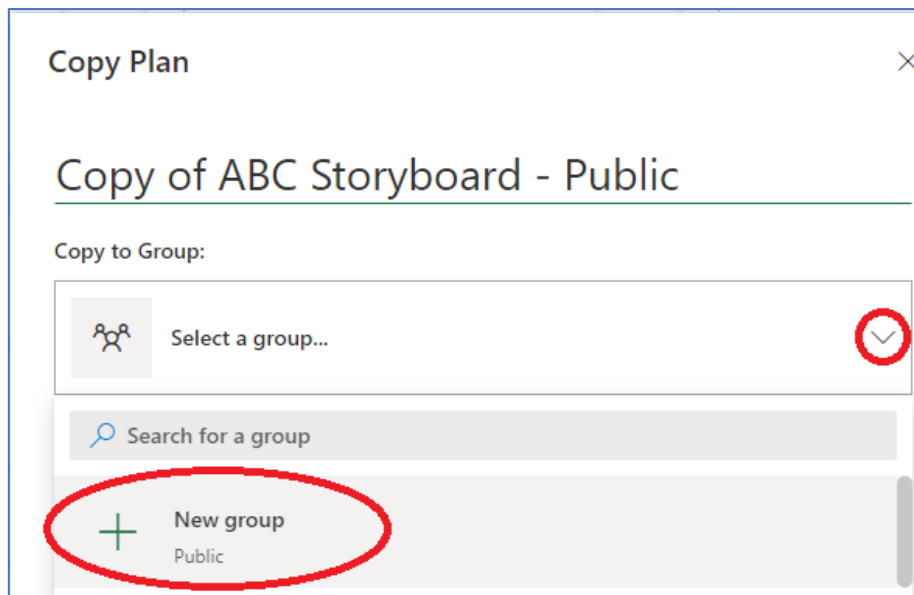 Copy Plan
Copy of ABC Storyboard - Public
Copy to Group:
Select a group...
Search for a group
New group
Public